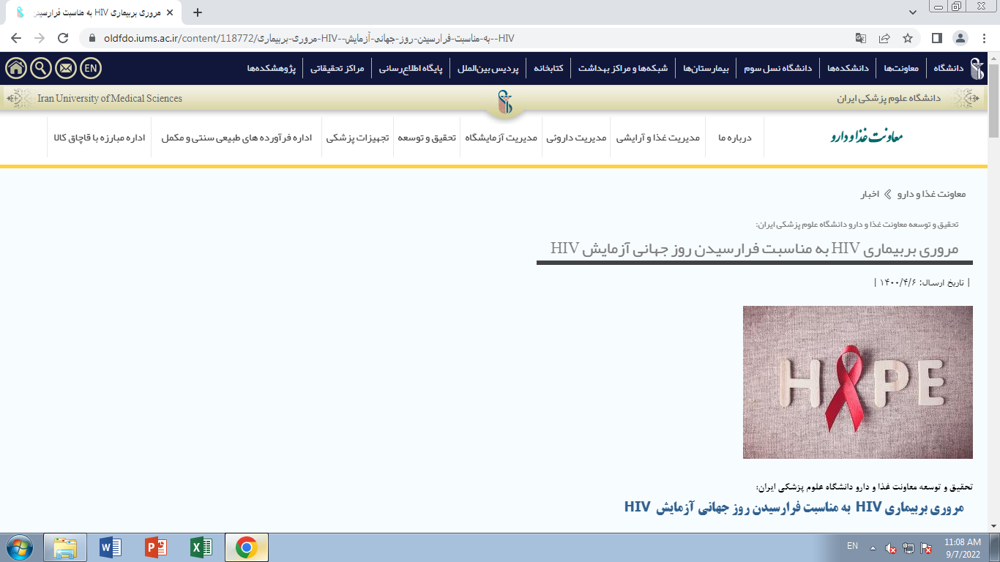 مروری بربیماری HIV به مناسبت فرارسیدن
oldfdo.iums.ac.ir/content/118772/مروری-بربیماری-HIV--به-مناسبت-فرارسیدن-روز-جهانی-آزمایش--HIV
دانشگاه معاونت‌ها دانشکده‌ها دانشگاه نسل سوم بیمارستان‌ها شبکه‌ها و مراکز بهداشت کتابخانه پردیس بین‌الملل پایگاه اطلاع‌رسانی مراکز تحقیقاتی پژوهشکده‌ها EN
دانشگاه علوم پزشکی ایران Iran University of Medical Sciences
معاونت غذا و دارو
درباره ما مدیریت غذا و آرایشی مدیریت داروئی مدیریت آزمایشگاه تحقیق و توسعه تجهیزات پزشکی اداره فرآورده های طبیعی سنتی و مکمل اداره مبارزه با قاچاق کالا
معاونت غذا و دارو اخبار
تحقیق و توسعه معاونت غذا و دارو دانشگاه علوم پزشکی ایران:
مروری بربیماری HIV به مناسبت فرارسیدن روز جهانی آزمایش HIV
| تاریخ ارسال: ۱۴۰۰/۴/۶ |
HOPE
تحقیق و توسعه معاونت غذا و دارو دانشگاه علوم پزشکی ایران:
مروری بربیماری HIV به مناسبت فرارسیدن روز جهانی آزمایش HIV
EN 11:08 AM
9/7/2022